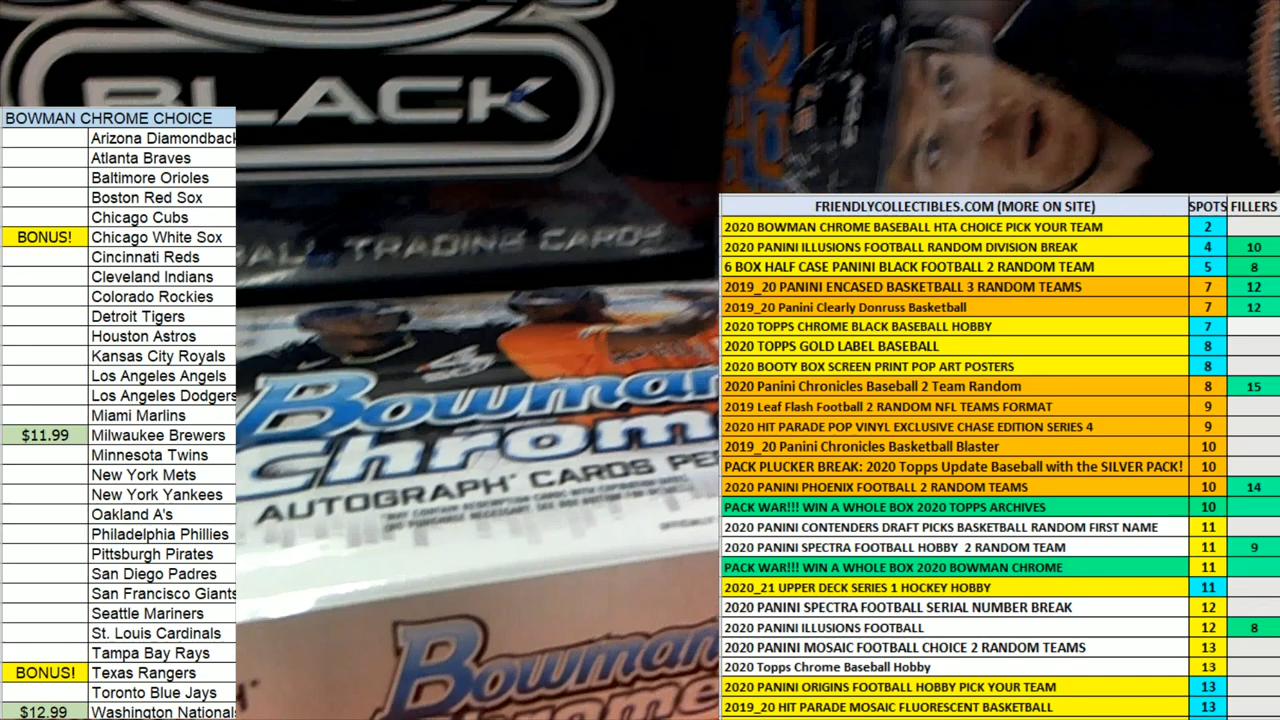 BLACK
BALL TRADING CARDS
Bowman
Chrome
AUTOGRAPH CARDS PE
Bowman
Chrome
BOWMAN CHROME CHOICE
Arizona Diamondback
Atlanta Braves
Baltimore Orioles
Boston Red Sox
Chicago Cubs
BONUS! Chicago White Sox
Cincinnati Reds
Cleveland Indians
Colorado Rockies
Detroit Tigers
Houston Astros
Kansas City Royals
Los Angeles Angels
Los Angeles Dodgers
Miami Marlins
$11.99 Milwaukee Brewers
Minnesota Twins
New York Mets
New York Yankees
Oakland A's
Philadelphia Phillies
Pittsburgh Pirates
San Diego Padres
San Francisco Giants
Seattle Mariners
St. Louis Cardinals
Tampa Bay Rays
BONUS! Texas Rangers
Toronto Blue Jays
$12.99 Washington Nationals
FRIENDLYCOLLECTIBLES.COM (MORE ON SITE) SPOTS FILLERS
2020 BOWMAN CHROME BASEBALL HTA CHOICE PICK YOUR TEAM 2
2020 PANINI ILLUSIONS FOOTBALL RANDOM DIVISION BREAK 4 10
6 BOX HALF CASE PANINI BLACK FOOTBALL 2 RANDOM TEAM 5 8
2019_20 PANINI ENCASED BASKETBALL 3 RANDOM TEAMS 7 12
2019_20 Panini Clearly Donruss Basketball 7 12
2020 TOPPS CHROME BLACK BASEBALL HOBBY 7
2020 TOPPS GOLD LABEL BASEBALL 8
2020 BOOTY BOX SCREEN PRINT POP ART POSTERS 8
2020 Panini Chronicles Baseball 2 Team Random 8 15
2019 Leaf Flash Football 2 RANDOM NFL TEAMS FORMAT 9
2020 HIT PARADE POP VINYL EXCLUSIVE CHASE EDITION SERIES 4 9
2019_20 Panini Chronicles Basketball Blaster 10
PACK PLUCKER BREAK: 2020 Topps Update Baseball with the SILVER PACK! 10
2020 PANINI PHOENIX FOOTBALL 2 RANDOM TEAMS 10 14
PACK WAR!!! WIN A WHOLE BOX 2020 TOPPS ARCHIVES 10
2020 PANINI CONTENDERS DRAFT PICKS BASKETBALL RANDOM FIRST NAME 11
2020 PANINI SPECTRA FOOTBALL HOBBY 2 RANDOM TEAM 11 9
PACK WAR!!! WIN A WHOLE BOX 2020 BOWMAN CHROME 11
2020_21 UPPER DECK SERIES 1 HOCKEY HOBBY 11
2020 PANINI SPECTRA FOOTBALL SERIAL NUMBER BREAK 12
2020 PANINI ILLUSIONS FOOTBALL 12 8
2020 PANINI MOSAIC FOOTBALL CHOICE 2 RANDOM TEAMS 13
2020 Topps Chrome Baseball Hobby 13
2020 PANINI ORIGINS FOOTBALL HOBBY PICK YOUR TEAM 13
2019_20 HIT PARADE MOSAIC FLUORESCENT BASKETBALL 13